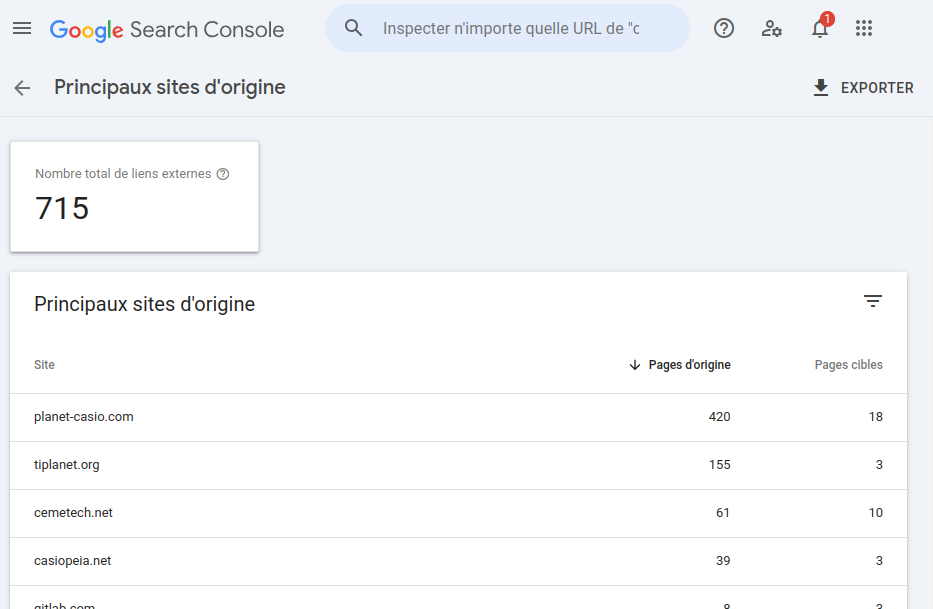 Google Search Console
Inspecter n'importe quelle URL de "c
1
Principaux sites d'origine
EXPORTER
Nombre total de liens externes
715
Principaux sites d'origine
Site Pages d'origine Pages cibles
planet-casio.com 420 18
tiplanet.org 155 3
cemetech.net 61 10
casiopeia.net 39 3
gitlab.com 8 3